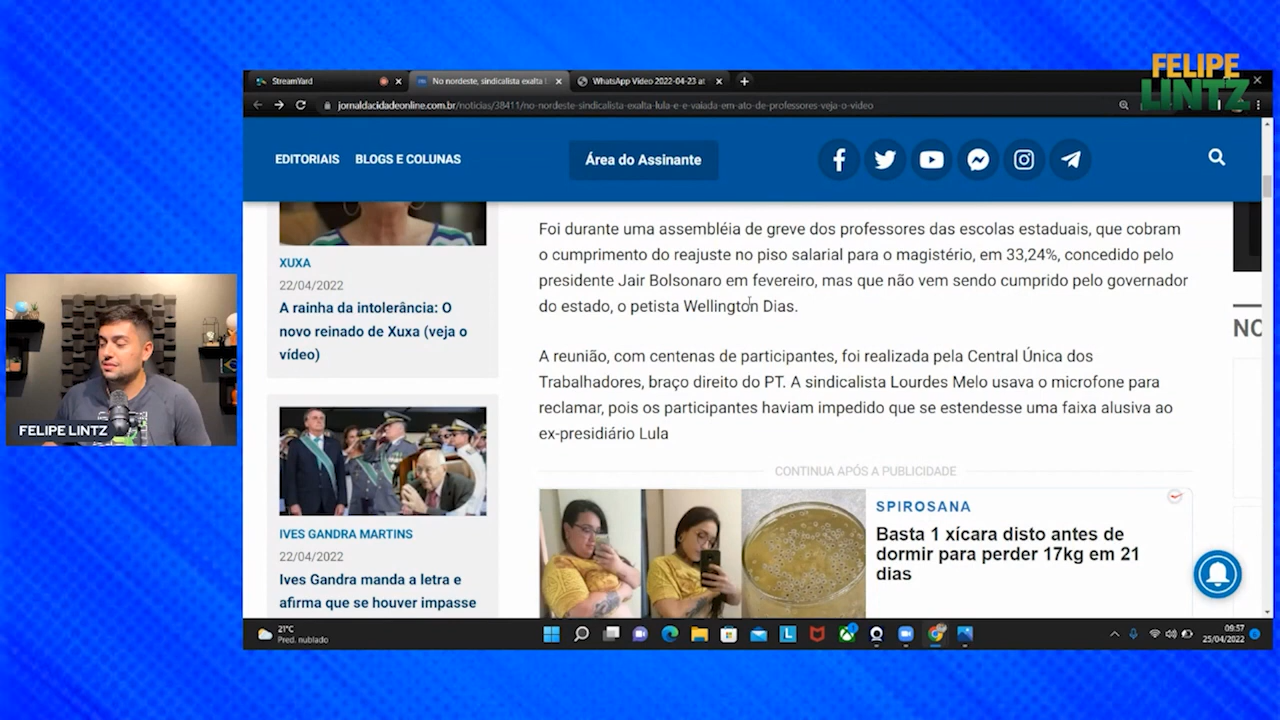 FELIPE
LINTZ
StreamYard
No nordeste, sindicalista exalta l
WhatsApp Video 2022-04-23 at
jornaldacidadeonline.com.br/noticias/38411/no-nordeste-sindicalista-exalta-lula-e-e-vaiada-em-ato-de-professores-veja-o-video
EDITORIAIS
BLOGS E COLUNAS
Área do Assinante
XUXA
22/04/2022
A rainha da intolerância: O
novo reinado de Xuxa (veja o
vídeo)
IVES GANDRA MARTINS
22/04/2022
Ives Gandra manda a letra e
afirma que se houver impasse
Foi durante uma assembléia de greve dos professores das escolas estaduais, que cobram
o cumprimento do reajuste no piso salarial para o magistério, em 33,24%, concedido pelo
presidente Jair Bolsonaro em fevereiro, mas que não vem sendo cumprido pelo governador
do estado, o petista Wellington Dias.
A reunião, com centenas de participantes, foi realizada pela Central Única dos
Trabalhadores, braço direito do PT. A sindicalista Lourdes Melo usava o microfone para
reclamar, pois os participantes haviam impedido que se estendesse uma faixa alusiva ao
ex-presidiário Lula
CONTINUA APÓS A PUBLICIDADE
SPIROSANA
Basta 1 xícara disto antes de
dormir para perder 17kg em 21
dias
NO
FELIPE LINTZ
21°C
Pred. nublado
09:57
25/04/2022